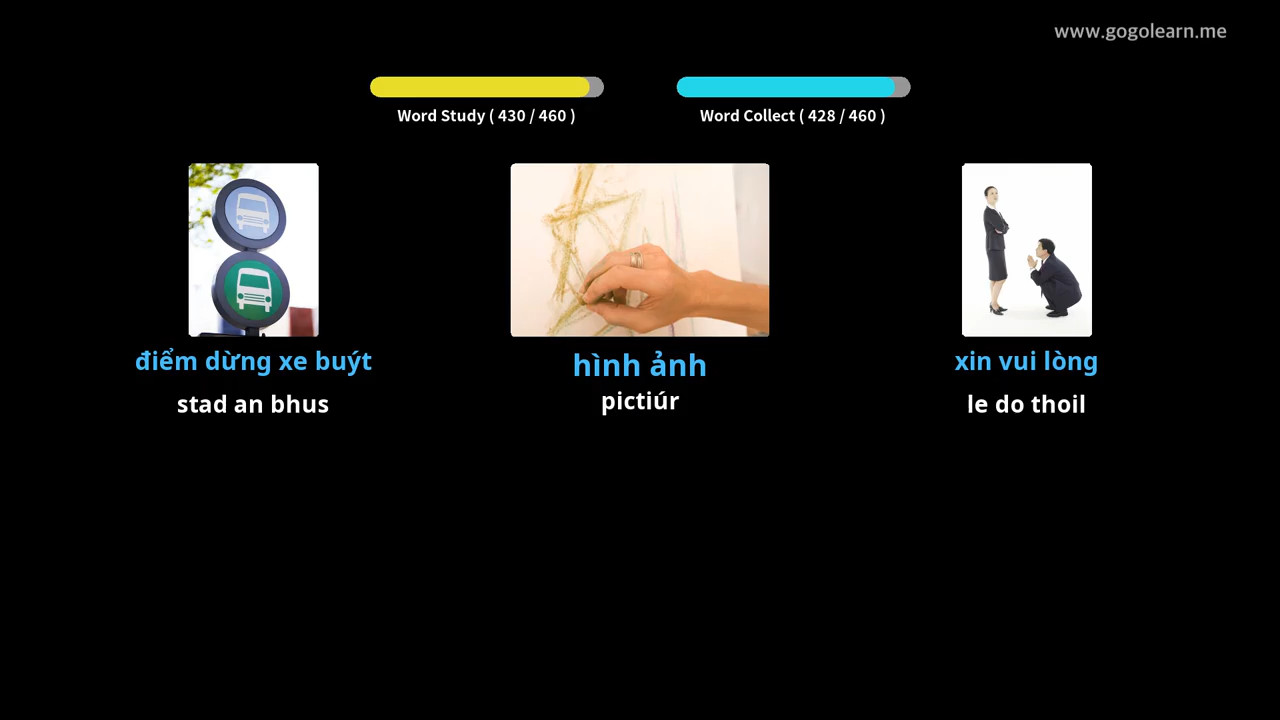 www.gogolearn.me
Word Study ( 430 / 460 )
Word Collect ( 428 / 460 )
điểm dừng xe buýt
stad an bhus
hình ảnh
pictiúr
xin vui lòng
le do thoil